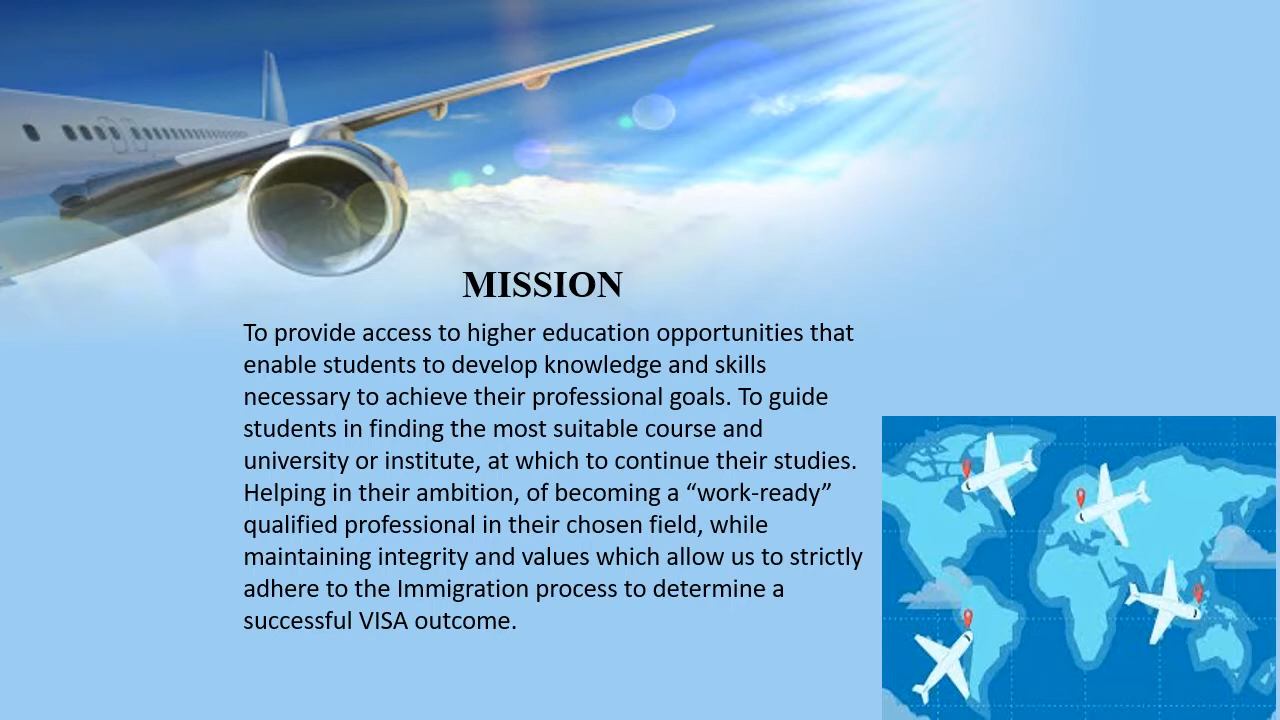 MISSION
To provide access to higher education opportunities that
enable students to develop knowledge and skills
necessary to achieve their professional goals. To guide
students in finding the most suitable course and
university or institute, at which to continue their studies.
Helping in their ambition, of becoming a “work-ready”
qualified professional in their chosen field, while
maintaining integrity and values which allow us to strictly
adhere to the Immigration process to determine a
successful VISA outcome.